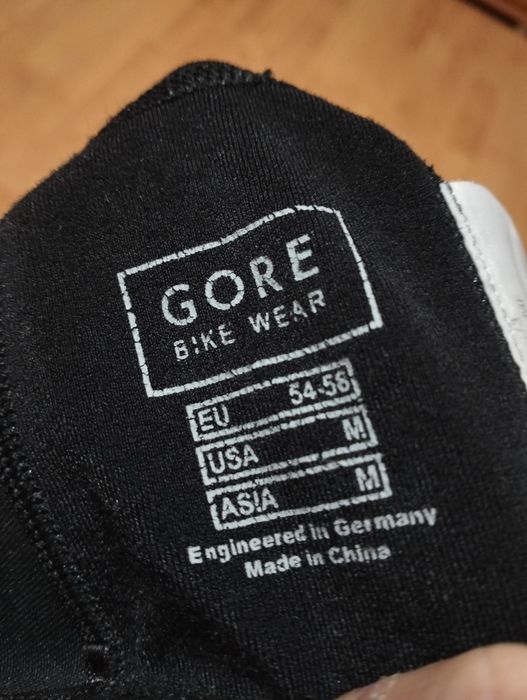 GORE
BIKE WEAR
EU 54-56
USA M
ASIA M
Engineered in Germany
Made in China